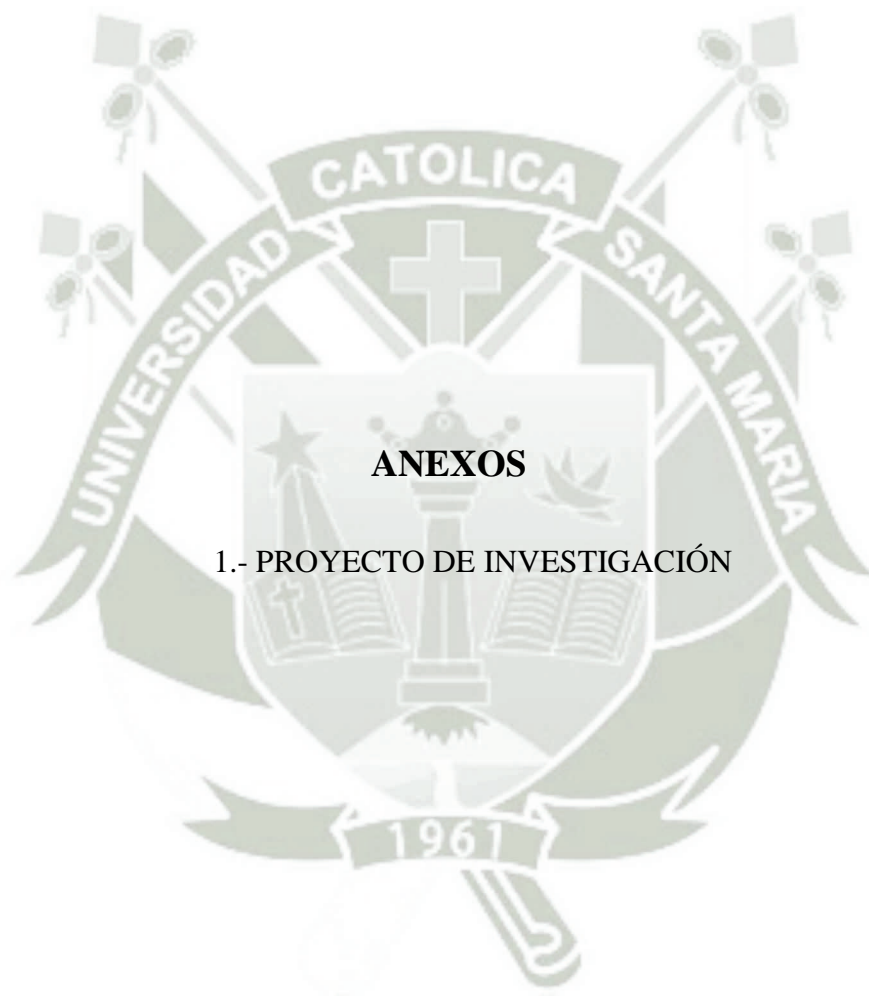 UNIVERSIDAD CATOLICA SANTA MARIA
ANEXOS
1.- PROYECTO DE INVESTIGACIÓN
1961